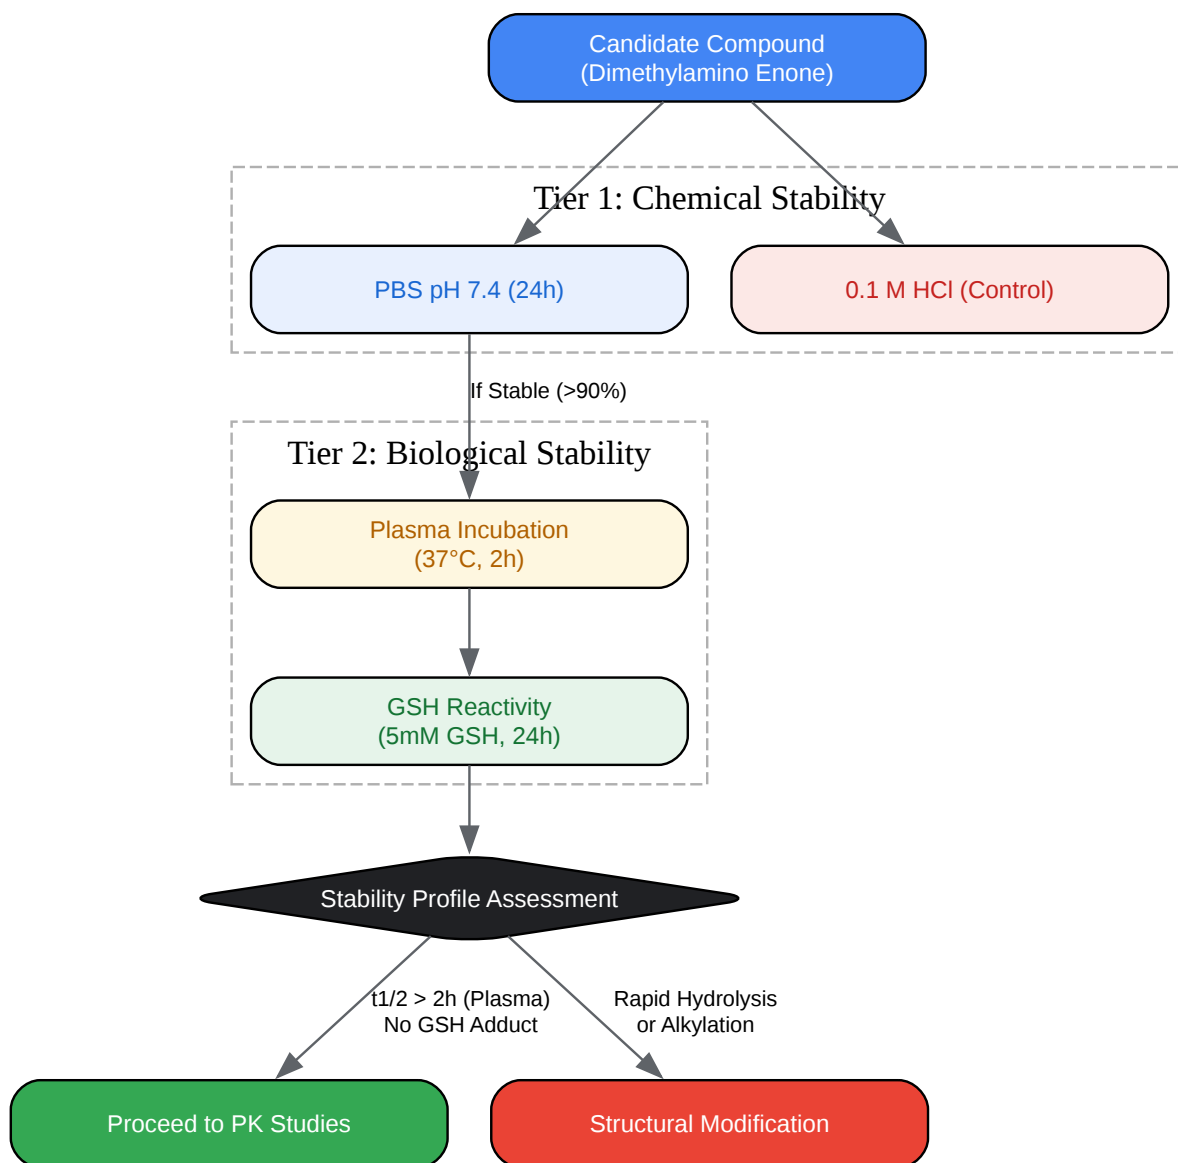 Candidate Compound
(Dimethylamino Enone)
Tier 1: Chemical Stability
PBS pH 7.4 (24h)
0.1 M HCl (Control)
If Stable (>90%)
Tier 2: Biological Stability
Plasma Incubation
(37°C, 2h)
GSH Reactivity
(5mM GSH, 24h)
Stability Profile Assessment
t1/2 > 2h (Plasma)
No GSH Adduct
Rapid Hydrolysis
or Alkylation
Proceed to PK Studies
Structural Modification